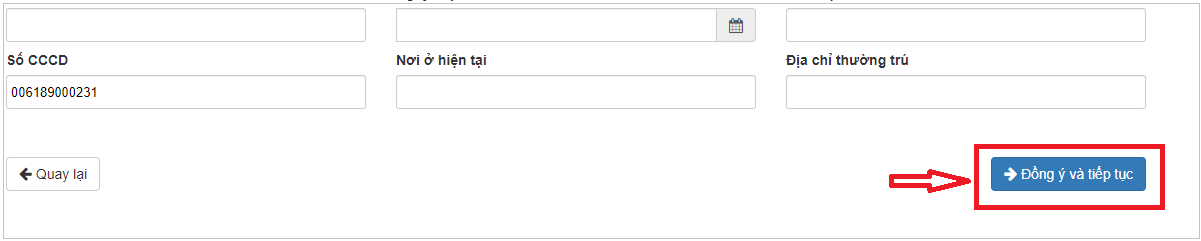 Số CCCD Nơi ở hiện tại Địa chỉ thường trú
006189000231
Quay lại Đồng ý và tiếp tục